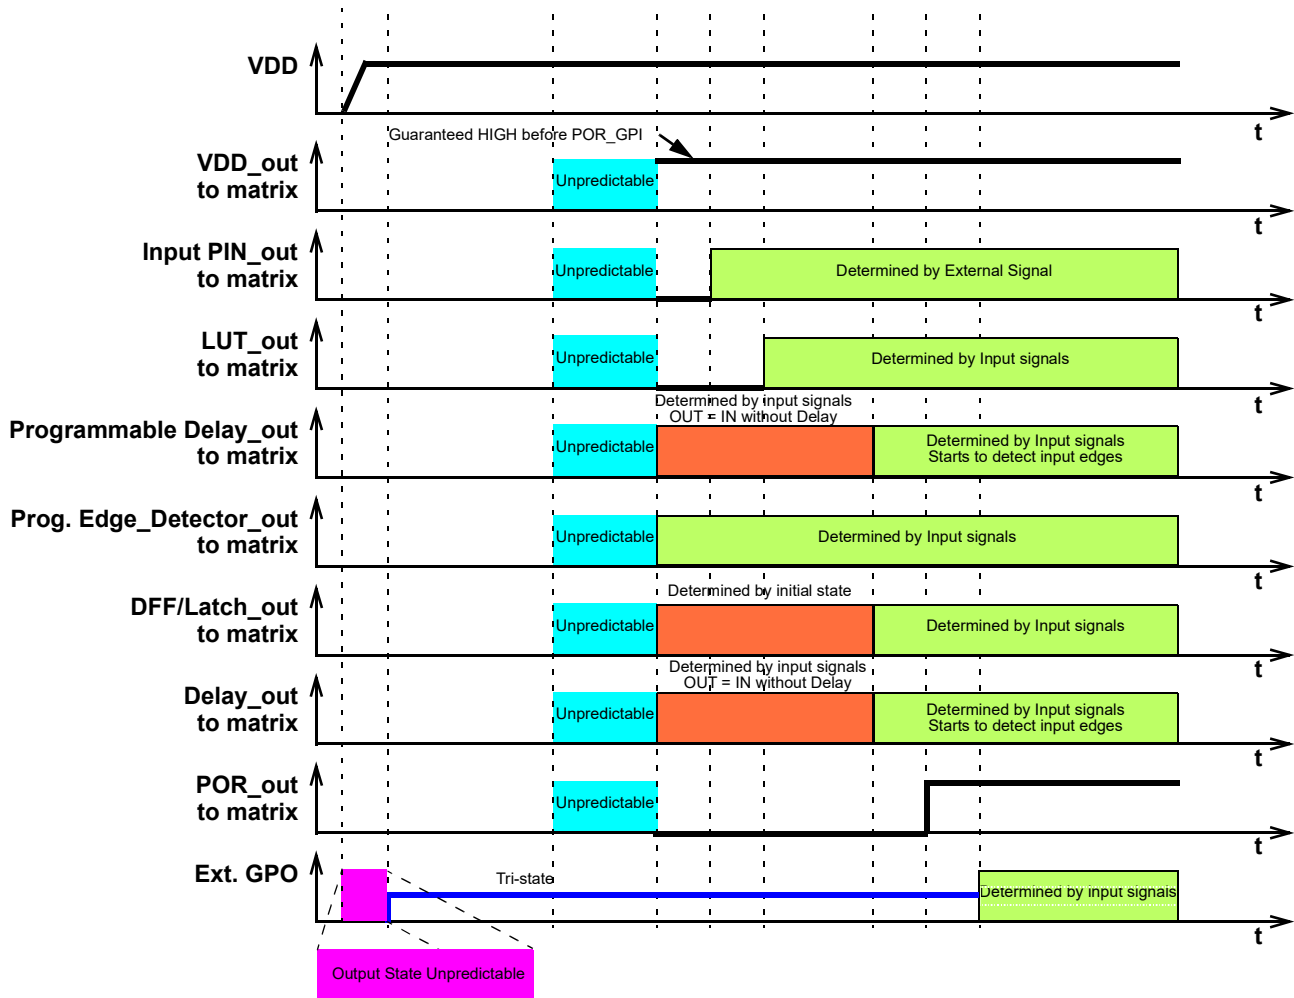 VDD
t
Guaranteed HIGH before POR_GPI
VDD_out
to matrix
Unpredictable
t
Input PIN_out
to matrix
Unpredictable
Determined by External Signal
t
LUT_out
to matrix
Unpredictable
Determined by Input signals
t
Determined by input signals
OUT = IN without Delay
Programmable Delay_out
to matrix
Unpredictable
Determined by Input signals
Starts to detect input edges
t
Prog. Edge_Detector_out
to matrix
Unpredictable
Determined by Input signals
t
Determined by initial state
DFF/Latch_out
to matrix
Unpredictable
Determined by Input signals
t
Determined by input signals
OUT = IN without Delay
Delay_out
to matrix
Unpredictable
Determined by Input signals
Starts to detect input edges
t
POR_out
to matrix
Unpredictable
t
Ext. GPO
Tri-state
Determined by input signals
t
Output State Unpredictable